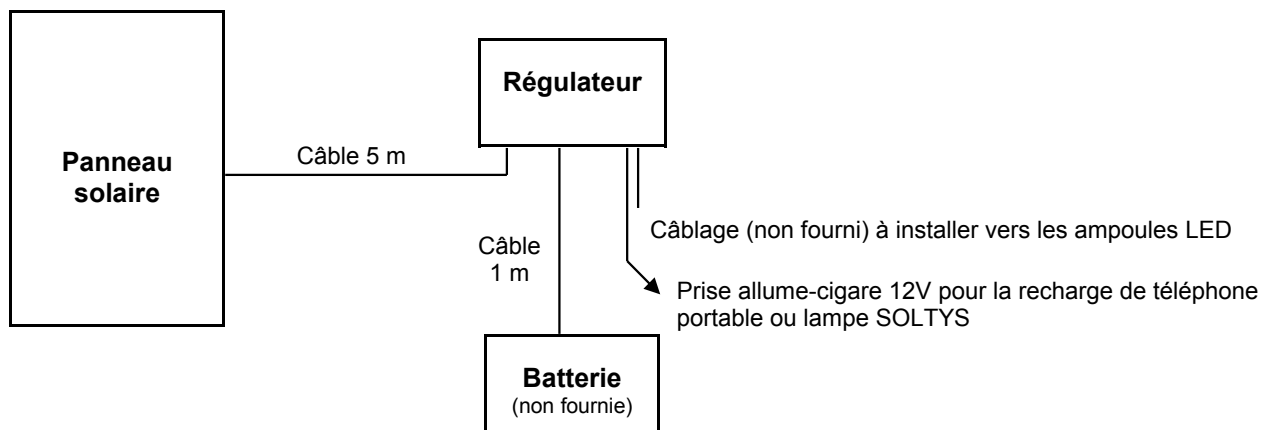 Régulateur
Panneau
solaire
Câble 5 m
Câble
1 m
Câblage (non fourni) à installer vers les ampoules LED
Prise allume-cigare 12V pour la recharge de téléphone
portable ou lampe SOLTYS
Batterie
(non fournie)